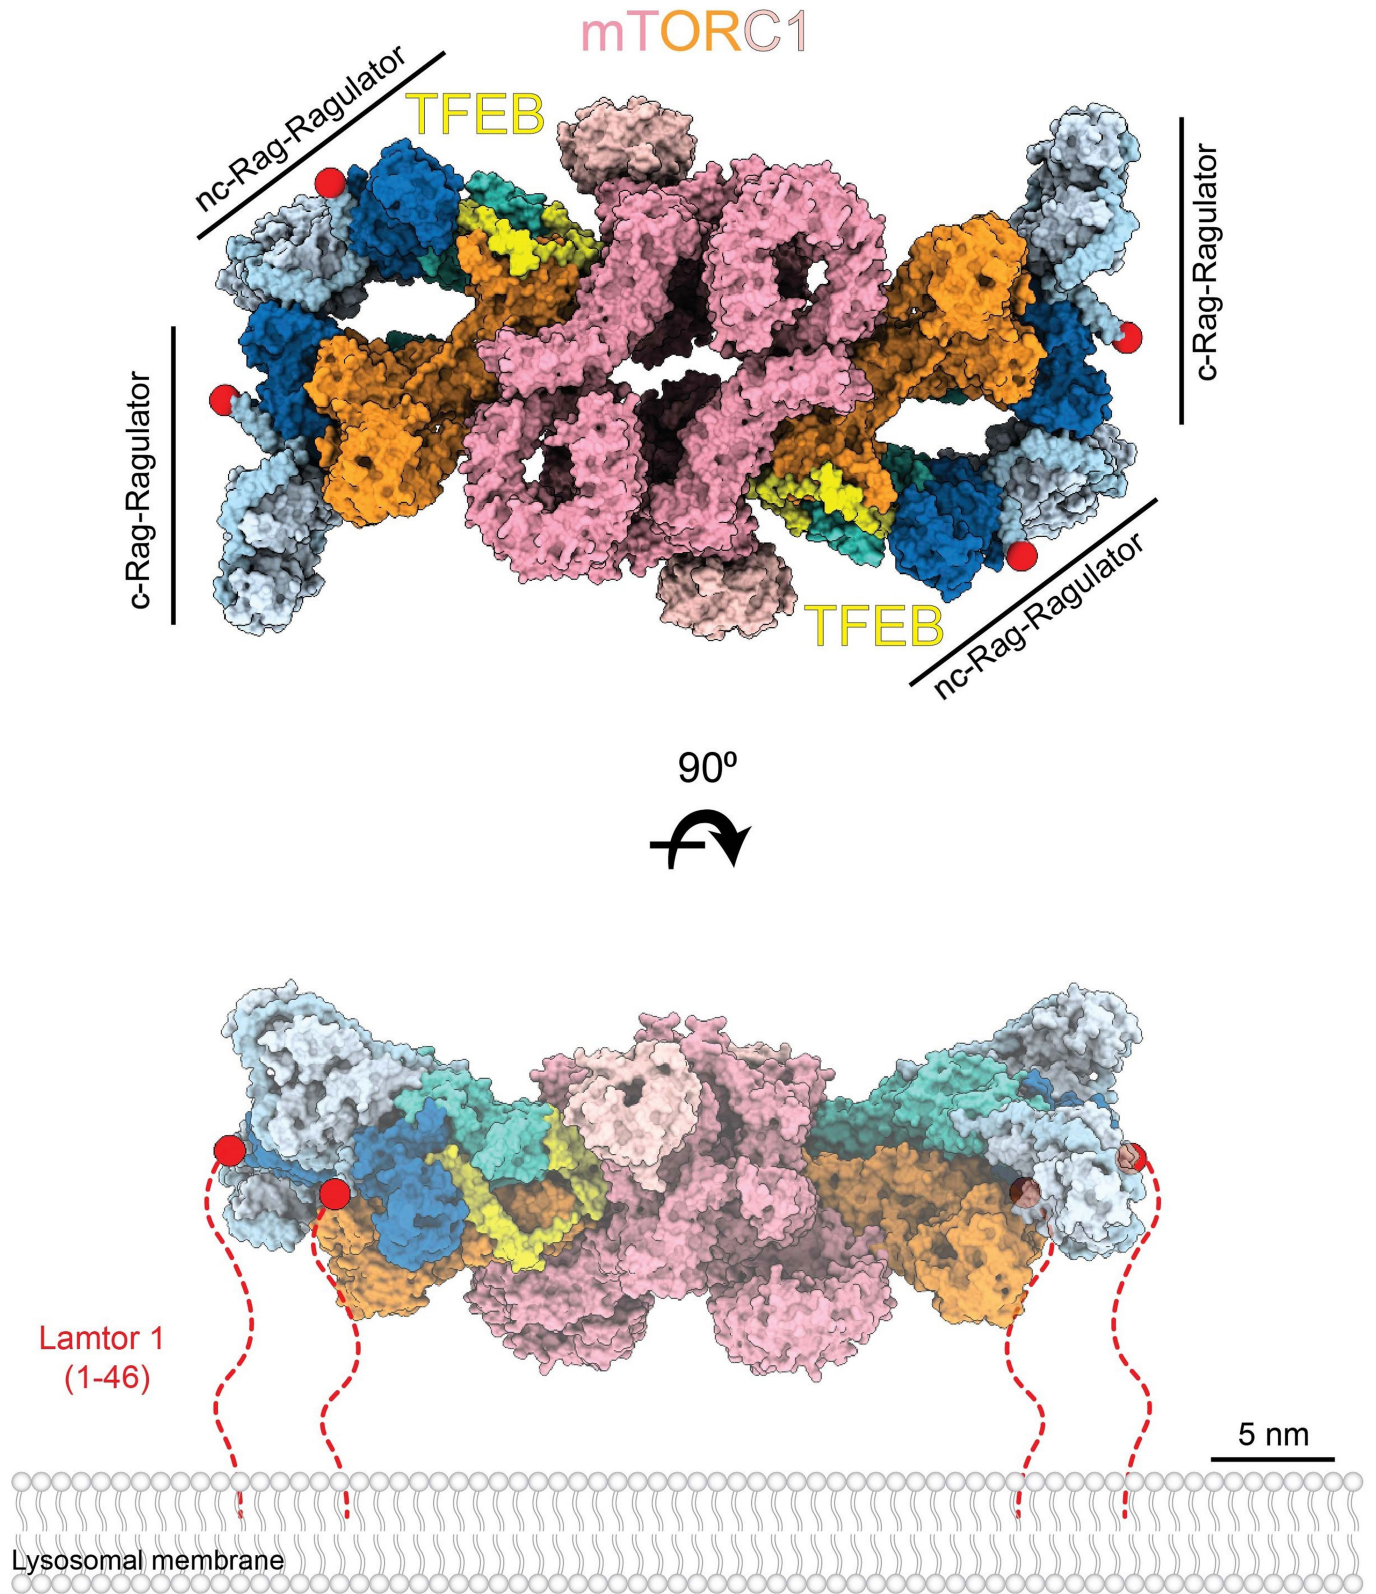 mTORC1
nc-Rag-Ragulator
TFEB
c-Rag-Ragulator
c-Rag-Ragulator
TFEB
nc-Rag-Ragulator
90º
Lamtor 1
(1-46)
5 nm
Lysosomal membrane